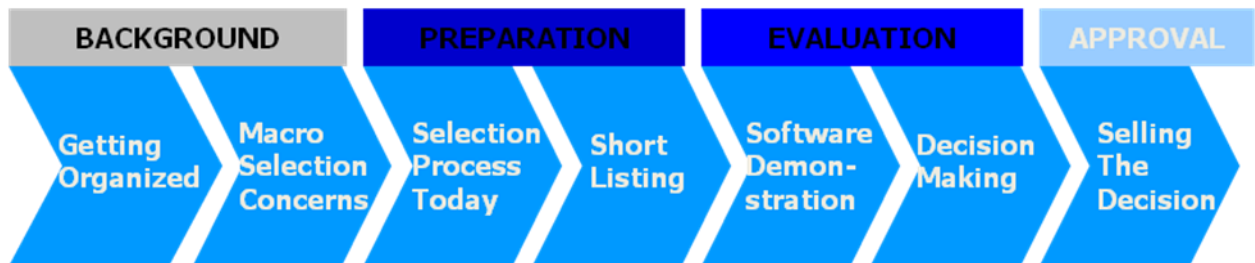 BACKGROUND
PREPARATION
EVALUATION
APPROVAL
Getting
Organized
Macro
Selection
Concerns
Selection
Process
Today
Short
Listing
Software
Demon-
stration
Decision
Making
Selling
The
Decision